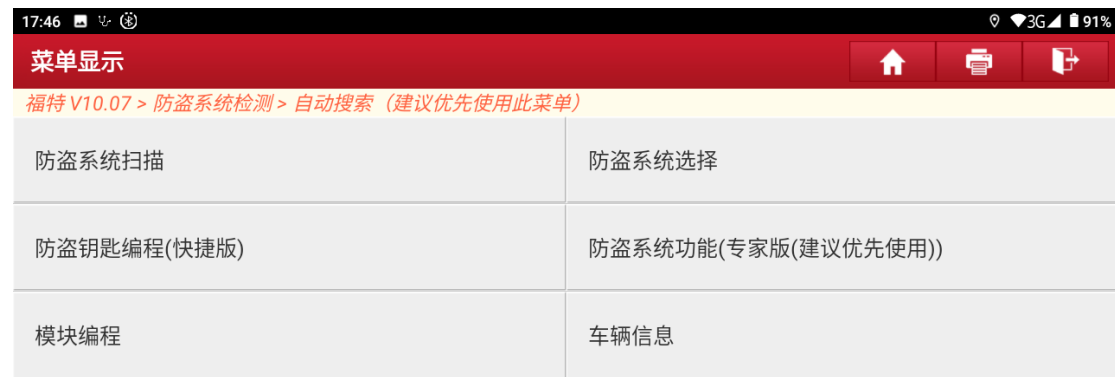 17:46
3G 91%
菜单显示
福特 V10.07 > 防盗系统检测 > 自动搜索（建议优先使用此菜单）
防盗系统扫描
防盗系统选择
防盗钥匙编程(快捷版)
防盗系统功能(专家版(建议优先使用))
模块编程
车辆信息